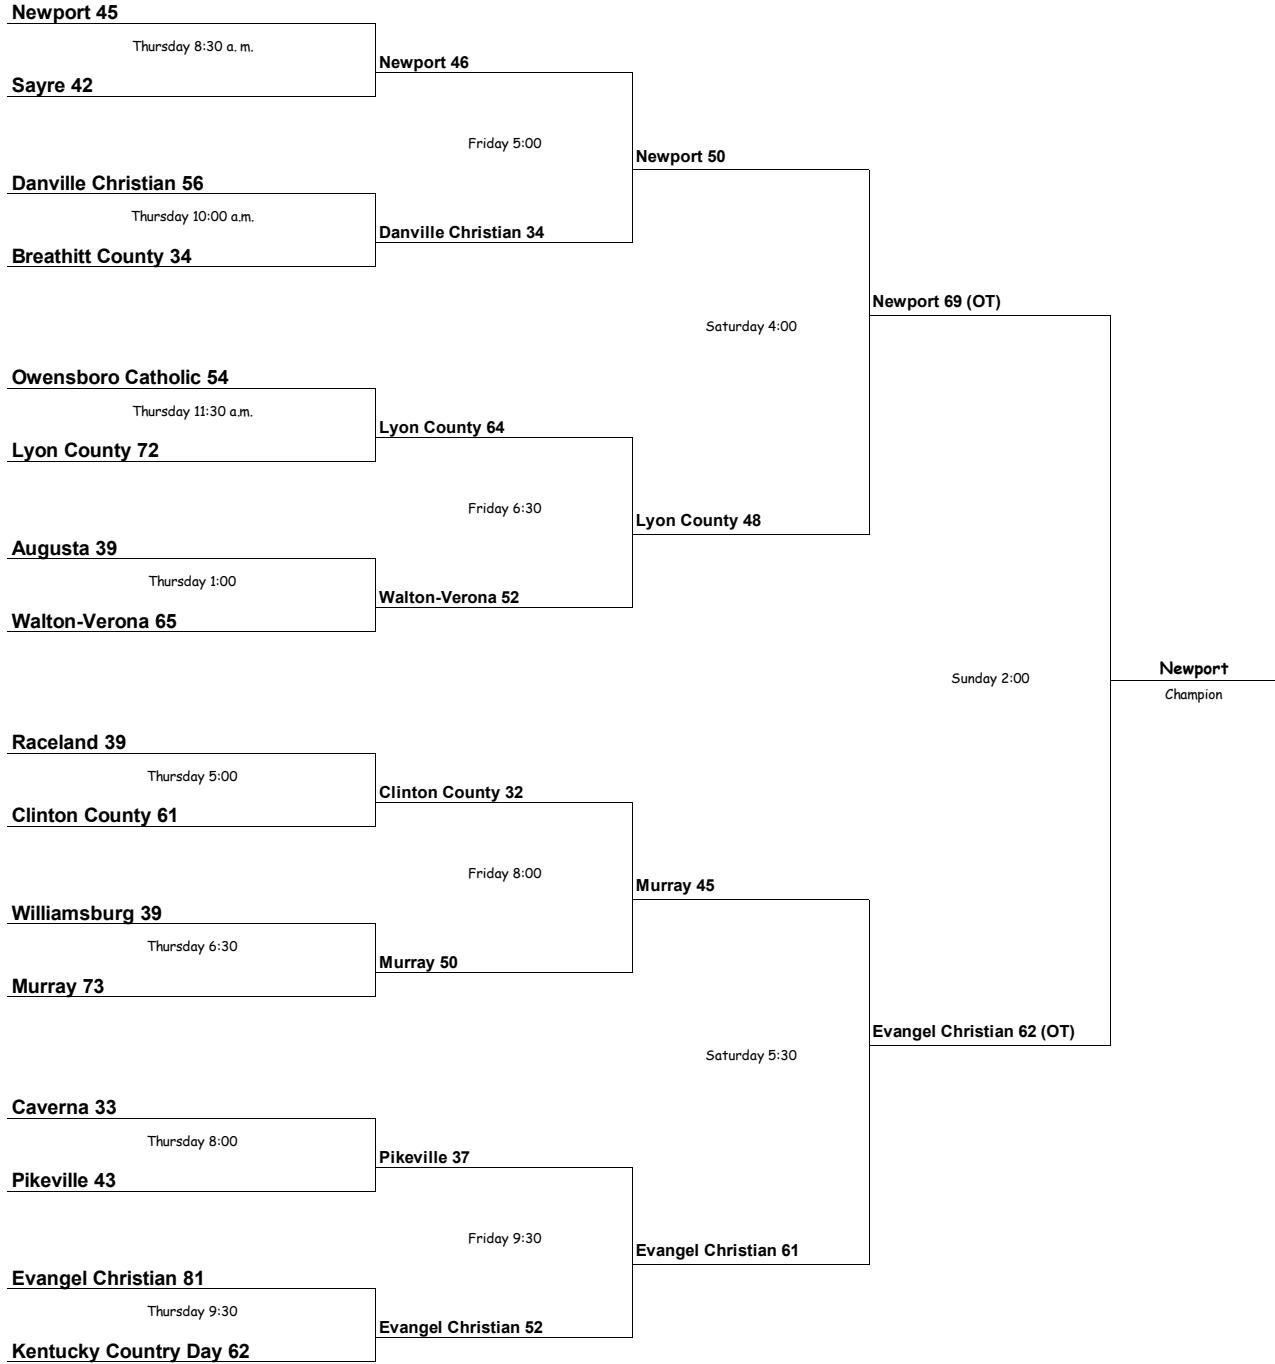 Newport 45
Thursday 8:30 a. m.
Newport 46
Sayre 42
Friday 5:00
Newport 50
Danville Christian 56
Thursday 10:00 a.m.
Danville Christian 34
Breathitt County 34
Newport 69 (OT)
Saturday 4:00
Owensboro Catholic 54
Thursday 11:30 a.m.
Lyon County 64
Lyon County 72
Friday 6:30
Lyon County 48
Augusta 39
Thursday 1:00
Walton-Verona 52
Walton-Verona 65
Newport
Sunday 2:00
Champion
Raceland 39
Thursday 5:00
Clinton County 32
Clinton County 61
Friday 8:00
Murray 45
Williamsburg 39
Thursday 6:30
Murray 50
Murray 73
Evangel Christian 62 (OT)
Saturday 5:30
Caverna 33
Thursday 8:00
Pikeville 37
Pikeville 43
Friday 9:30
Evangel Christian 61
Evangel Christian 81
Thursday 9:30
Evangel Christian 52
Kentucky Country Day 62